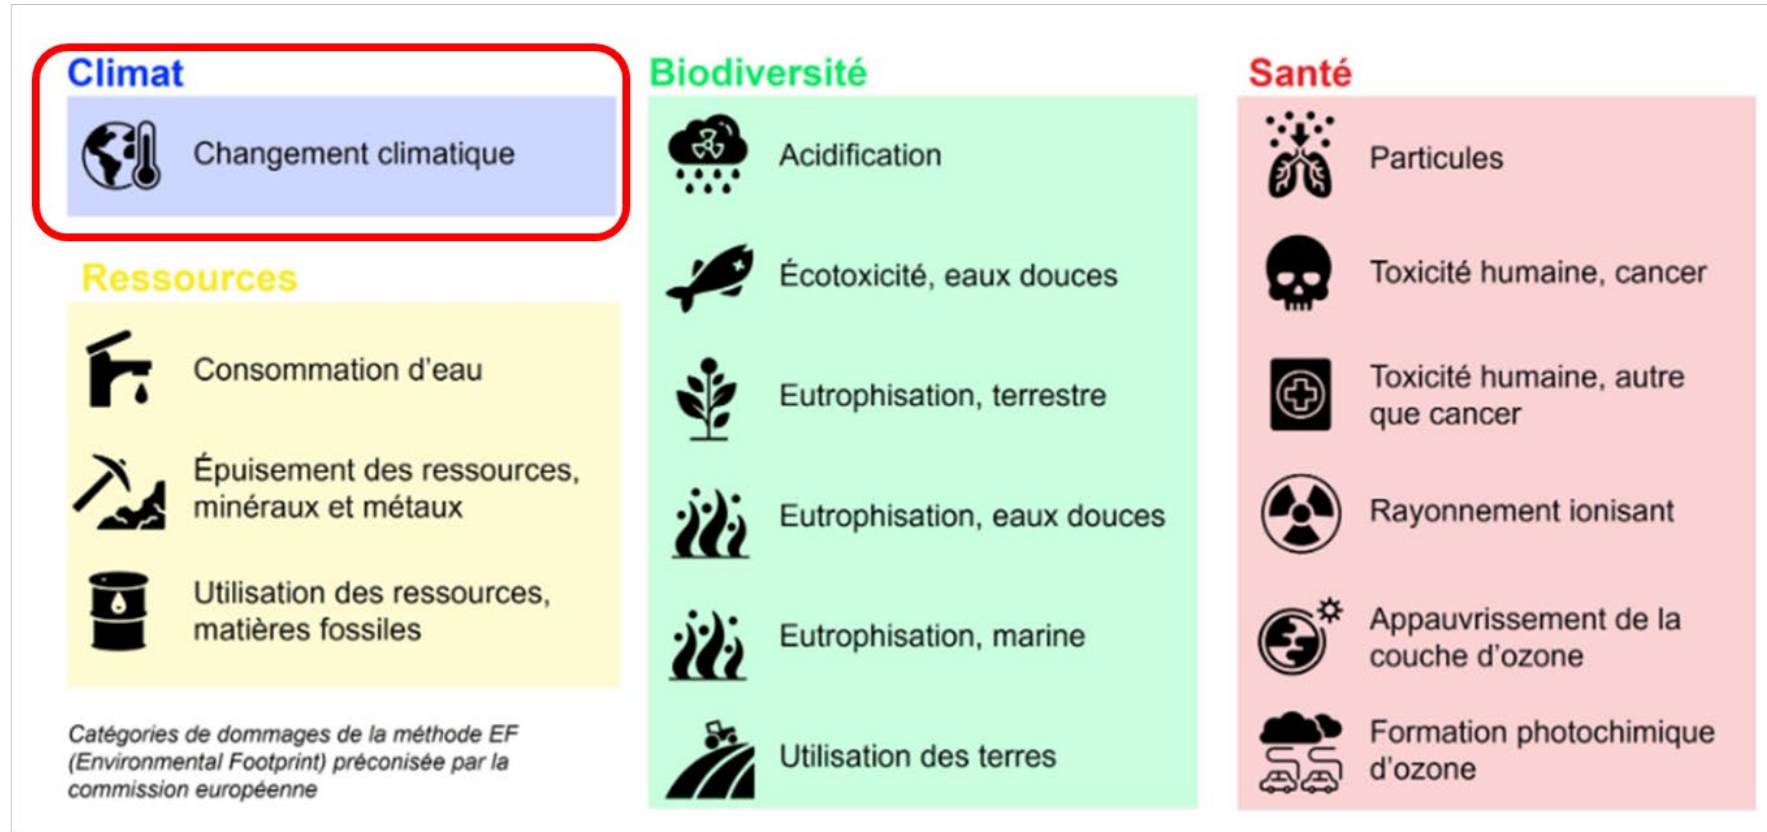 Climat
Changement climatique
Ressources
Consommation d'eau
Épuisement des ressources,
minéraux et métaux
Utilisation des ressources,
matières fossiles
Catégories de dommages de la méthode EF
(Environmental Footprint) préconisée par la
commission européenne
Biodiversité
Acidification
Écotoxicité, eaux douces
Eutrophisation, terrestre
Eutrophisation, eaux douces
Eutrophisation, marine
Utilisation des terres
Santé
Particules
Toxicité humaine, cancer
Toxicité humaine, autre
que cancer
Rayonnement ionisant
Appauvrissement de la
couche d'ozone
Formation photochimique
d'ozone